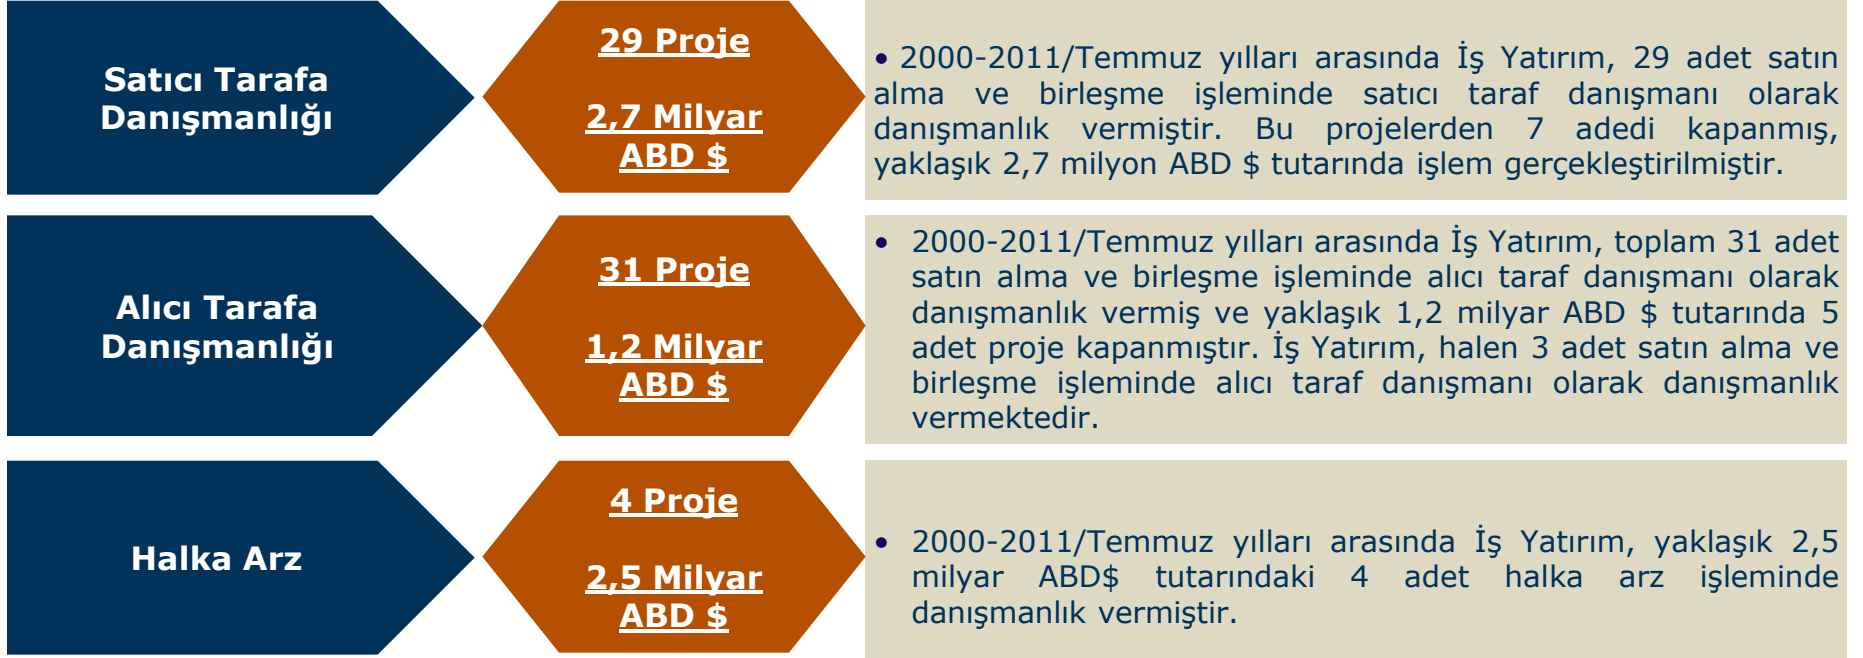 Satıcı Tarafa
Danışmanlığı
29 Proje
2,7 Milyar
ABD $
• 2000-2011/Temmuz yılları arasında İş Yatırım, 29 adet satın
alma ve birleşme işleminde satıcı taraf danışmanı olarak
danışmanlık vermiştir. Bu projelerden 7 adedi kapanmış,
yaklaşık 2,7 milyon ABD $ tutarında işlem gerçekleştirilmiştir.
Alıcı Tarafa
Danışmanlığı
31 Proje
1,2 Milyar
ABD $
• 2000-2011/Temmuz yılları arasında İş Yatırım, toplam 31 adet
satın alma ve birleşme işleminde alıcı taraf danışmanı olarak
danışmanlık vermiş ve yaklaşık 1,2 milyar ABD $ tutarında 5
adet proje kapanmıştır. İş Yatırım, halen 3 adet satın alma ve
birleşme işleminde alıcı taraf danışmanı olarak danışmanlık
vermektedir.
Halka Arz
4 Proje
2,5 Milyar
ABD $
• 2000-2011/Temmuz yılları arasında İş Yatırım, yaklaşık 2,5
milyar ABD$ tutarındaki 4 adet halka arz işleminde
danışmanlık vermiştir.